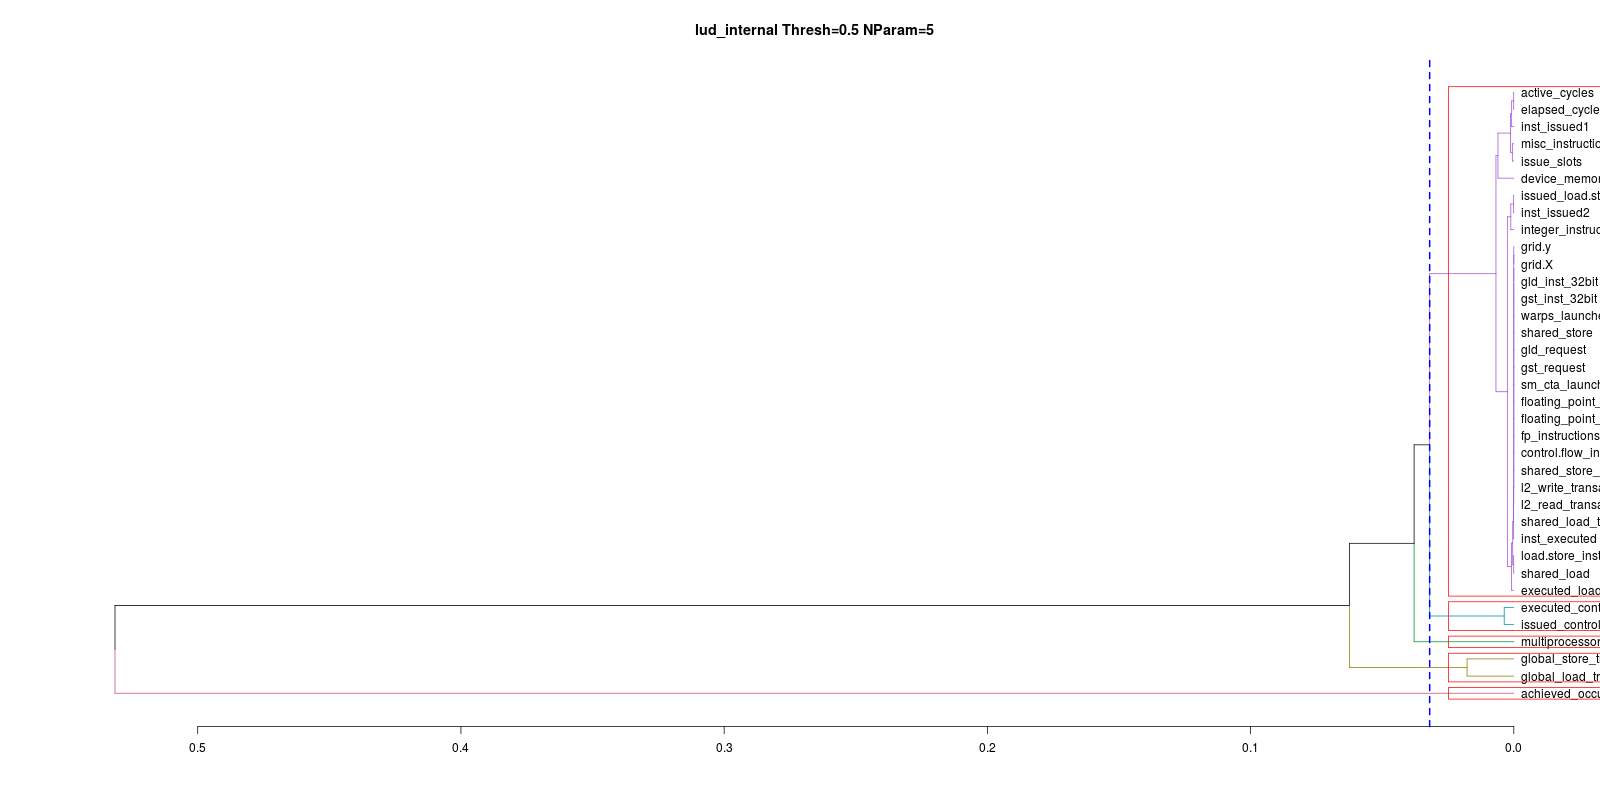 lud_internal Thresh=0.5 NParam=5
active_cycles
elapsed_cycle
inst_issued1
misc_instructio
issue_slots
device_memor
issued_load.st
inst_issued2
integer_instruc
grid.y
grid.X
gld_inst_32bit
gst_inst_32bit
warps_launche
shared_store
gld_request
gst_request
sm_cta_launch
floating_point_
floating_point_
fp_instructions
control.flow_in
shared_store_
l2_write_transa
l2_read_transa
shared_load_t
inst_executed
load.store_inst
shared_load
executed_load
executed_cont
issued_control
multiprocessor
global_store_t
global_load_tr
achieved_occu
0.5 0.4 0.3 0.2 0.1 0.0